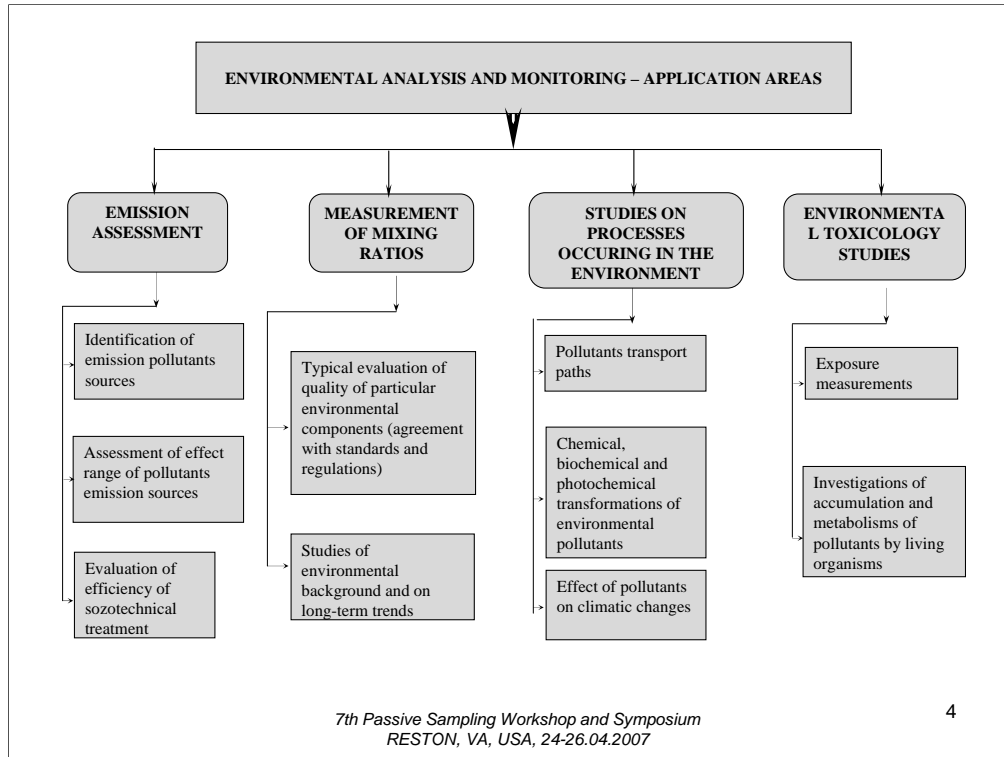 ENVIRONMENTAL ANALYSIS AND MONITORING – APPLICATION AREAS
EMISSION
ASSESSMENT
MEASUREMENT
OF MIXING
RATIOS
STUDIES ON
PROCESSES
OCCURING IN THE
ENVIRONMENT
ENVIRONMENTA
L TOXICOLOGY
STUDIES
Identification of
emission pollutants
sources
Assessment of effect
range of pollutants
emission sources
Evaluation of
efficiency of
sozotechnical
treatment
Typical evaluation of
quality of particular
environmental
components (agreement
with standards and
regulations)
Studies of
environmental
background and on
long-term trends
Pollutants transport
paths
Chemical,
biochemical and
photochemical
transformations of
environmental
pollutants
Effect of pollutants
on climatic changes
Exposure
measurements
Investigations of
accumulation and
metabolisms of
pollutants by living
organisms
7th Passive Sampling Workshop and Symposium
RESTON, VA, USA, 24-26.04.2007
4